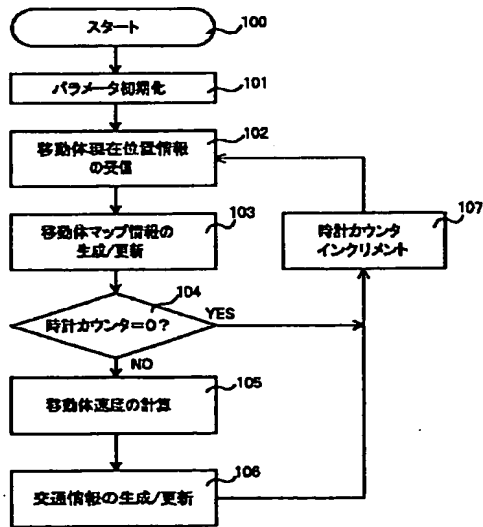 スタート
100
パラメータ初期化
101
移動体現在位置情報
の受信
102
移動体マップ情報の
生成/更新
103
時計カウンタ
インクリメント
107
時計カウンタ=0?
104
YES
NO
移動体速度の計算
105
交通情報の生成/更新
106